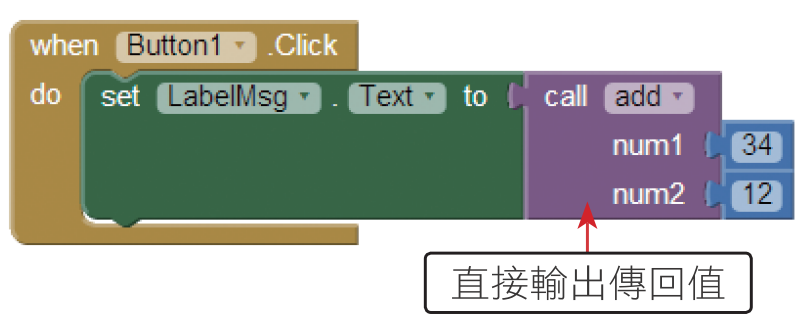 when Button1 .Click
do set LabelMsg . Text to call add
num1 34
num2 12
直接輸出傳回值